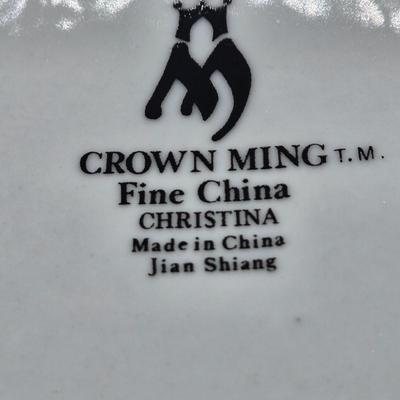 CROWN MING T.M.
Fine China
CHRISTINA
Made in China
Jian Shiang